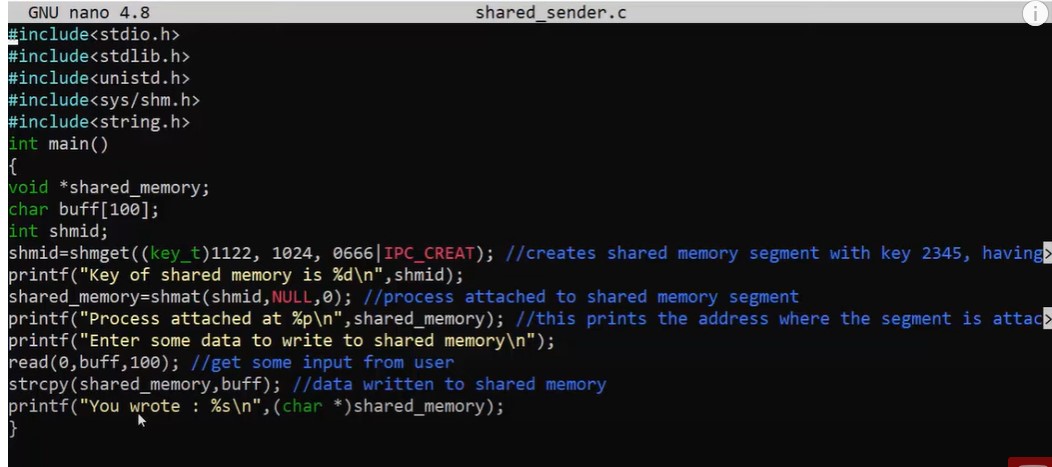 GNU nano 4.8 shared_sender.c
#include<stdio.h>
#include<stdlib.h>
#include<unistd.h>
#include<sys/shm.h>
#include<string.h>
int main()
{
void *shared_memory;
char buff[100];
int shmid;
shmid=shmget((key_t)1122, 1024, 0666|IPC_CREAT); //creates shared memory segment with key 2345, having>
printf("Key of shared memory is %d\n",shmid);
shared_memory=shmat(shmid,NULL,0); //process attached to shared memory segment
printf("Process attached at %p\n",shared_memory); //this prints the address where the segment is attac>
printf("Enter some data to write to shared memory\n");
read(0,buff,100); //get some input from user
strcpy(shared_memory,buff); //data written to shared memory
printf("You wrote : %s\n",(char *)shared_memory);
}